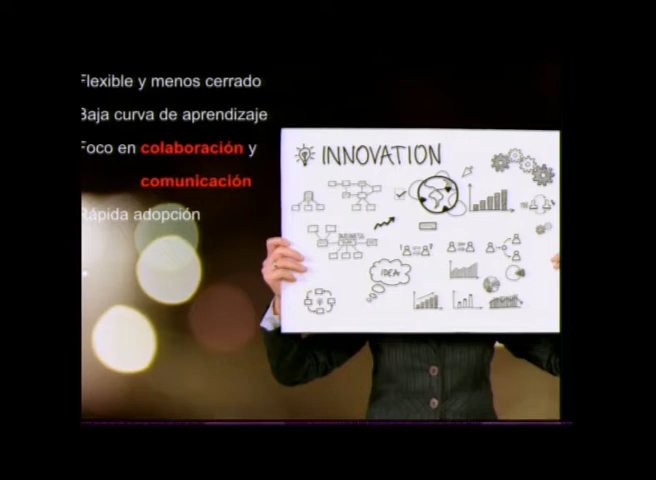 Flexible y menos cerrado
Baja curva de aprendizaje
Foco en colaboración y
comunicación
Rápida adopción
INNOVATION
IDEA